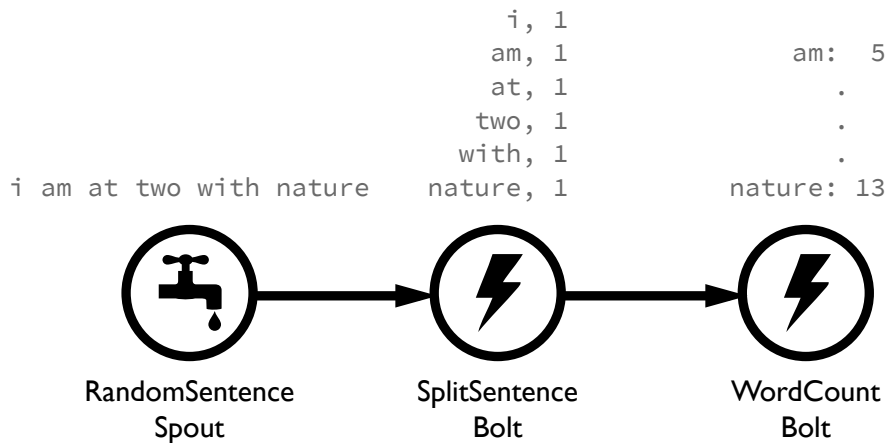 i, 1
am, 1
at, 1
two, 1
with, 1
nature, 1
am: 5
.
.
.
nature: 13
i am at two with nature
RandomSentence
Spout
SplitSentence
Bolt
WordCount
Bolt